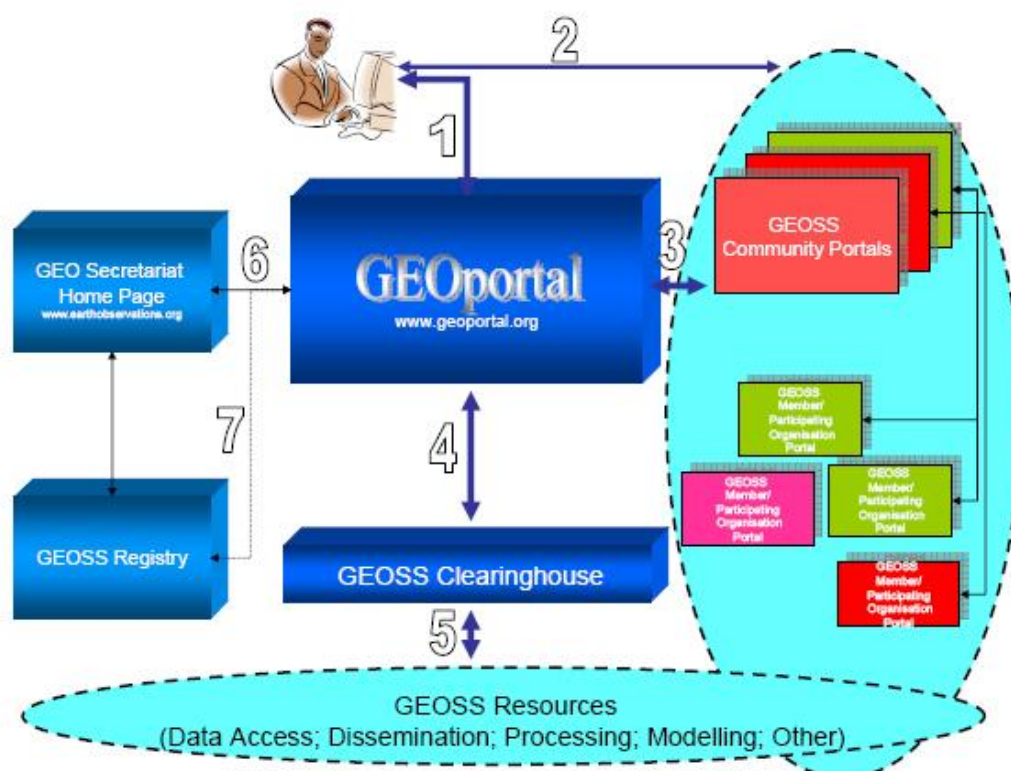 2
1
GEOSS
Community Portals
GEO Secretariat
Home Page
www.earthobservations.org
6
GEOportal
www.geoportal.org
3
7
4
GEOSS
Member/
Participating
Organisation
Portal
GEOSS
Member/
Participating
Organisation
Portal
GEOSS
Member/
Participating
Organisation
Portal
GEOSS Registry
GEOSS Clearinghouse
GEOSS
Member/
Participating
Organisation
Portal
5
GEOSS Resources
(Data Access; Dissemination; Processing; Modelling; Other)